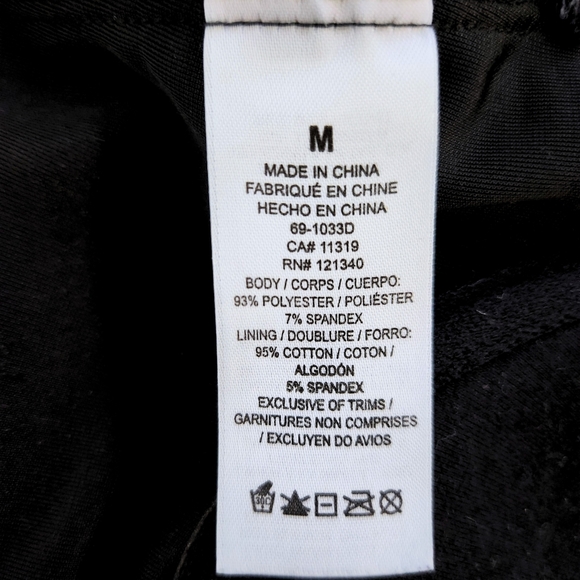 M
MADE IN CHINA
FABRIQUÉ EN CHINE
HECHO EN CHINA
69-1033D
CA# 11319
RN# 121340
BODY / CORPS / CUERPO:
93% POLYESTER / POLIÉSTER
7% SPANDEX
LINING / DOUBLURE / FORRO:
95% COTTON / COTON /
ALGODÓN
5% SPANDEX
EXCLUSIVE OF TRIMS /
GARNITURES NON COMPRISES
/ EXCLUYEN DO AVIOS
30C